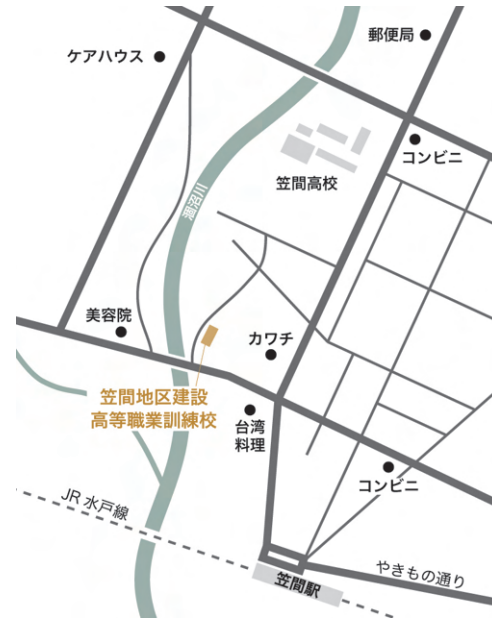 郵便局
ケアハウス
コンビニ
笠間高校
涸沼川
美容院
カワチ
笠間地区建設
高等職業訓練校
台湾
料理
コンビニ
JR 水戸線
やきもの通り
笠間駅